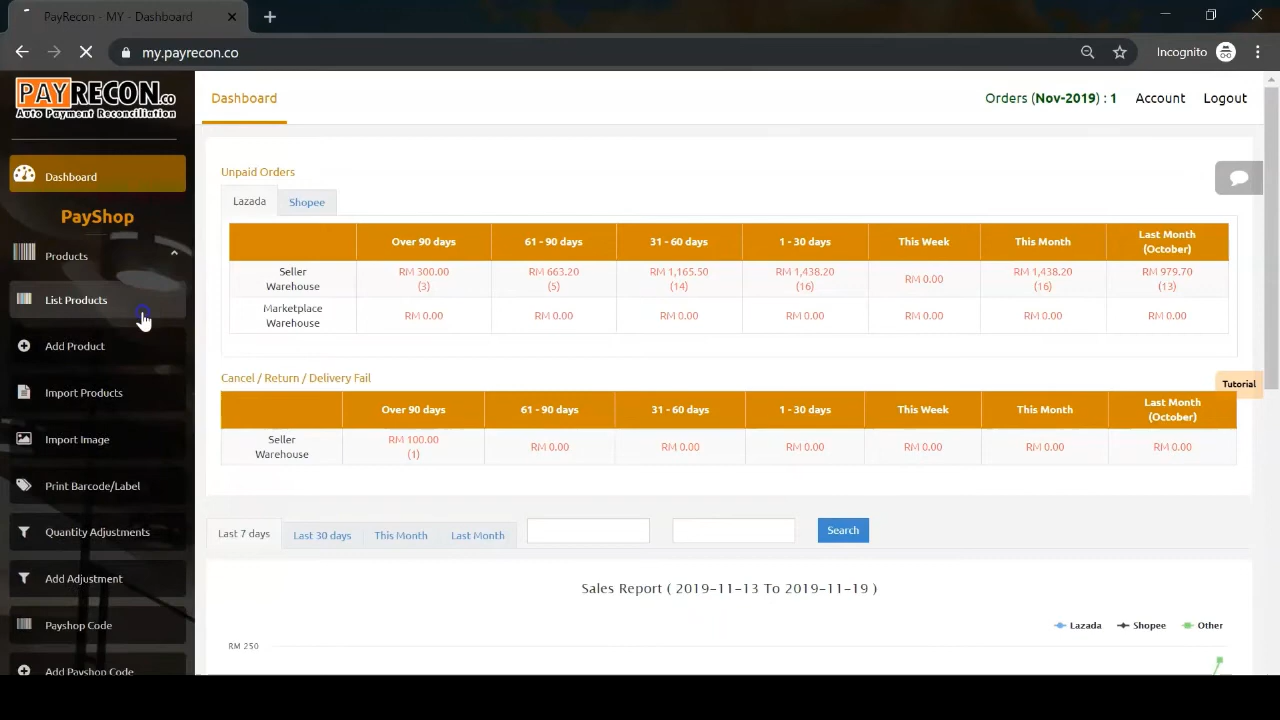 PayRecon - MY - Dashboard
my.payrecon.co
Incognito
PAYRECON.co
Auto Payment Reconciliation
Dashboard
PayShop
Products
List Products
Add Product
Import Products
Import Image
Print Barcode/Label
Quantity Adjustments
Add Adjustment
Payshop Code
Add Payshop Code
Dashboard
Orders (Nov-2019) : 1 Account Logout
Unpaid Orders
Lazada Shopee
Over 90 days 61 - 90 days 31 - 60 days 1 - 30 days This Week This Month Last Month (October)
Seller Warehouse RM 300.00 (3) RM 663.20 (5) RM 1,165.50 (14) RM 1,438.20 (16) RM 0.00 RM 1,438.20 (16) RM 979.70 (13)
Marketplace Warehouse RM 0.00 RM 0.00 RM 0.00 RM 0.00 RM 0.00 RM 0.00 RM 0.00
Cancel / Return / Delivery Fail
Tutorial
Over 90 days 61 - 90 days 31 - 60 days 1 - 30 days This Week This Month Last Month (October)
Seller Warehouse RM 100.00 (1) RM 0.00 RM 0.00 RM 0.00 RM 0.00 RM 0.00 RM 0.00
Last 7 days Last 30 days This Month Last Month Search
Sales Report ( 2019-11-13 To 2019-11-19 )
Lazada Shopee Other
RM 250